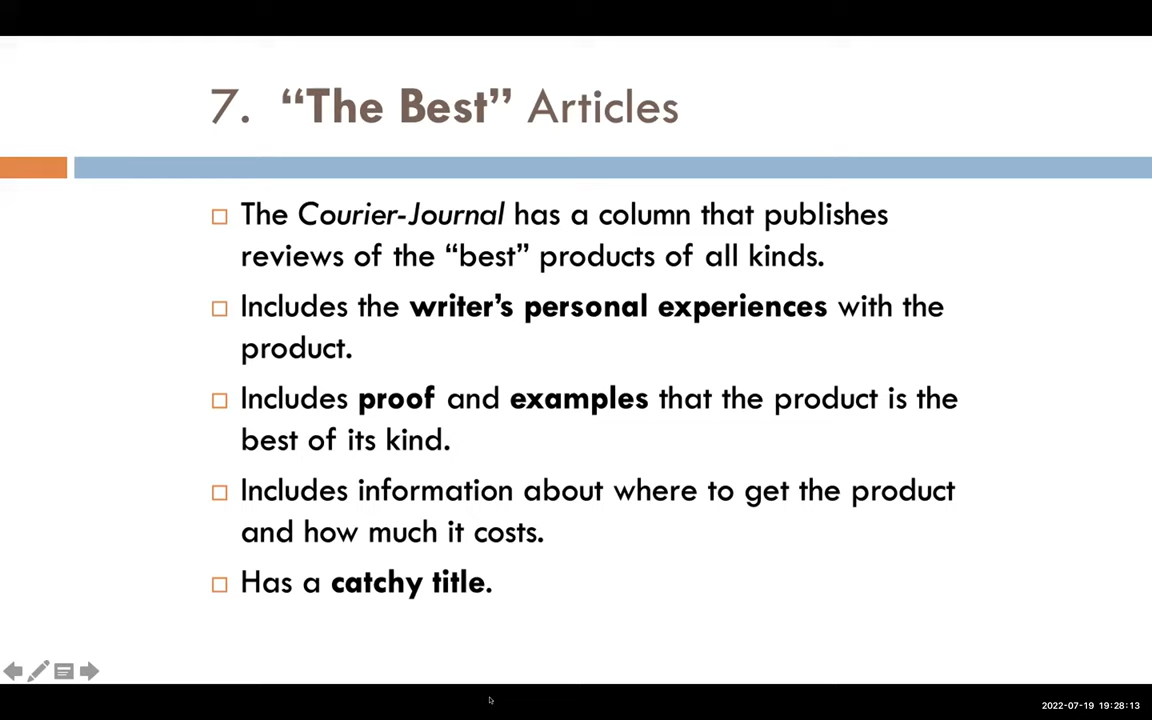 7. “The Best” Articles
The Courier-Journal has a column that publishes
reviews of the “best” products of all kinds.
Includes the writer’s personal experiences with the
product.
Includes proof and examples that the product is the
best of its kind.
Includes information about where to get the product
and how much it costs.
Has a catchy title.
2022-07-19 19:28:13